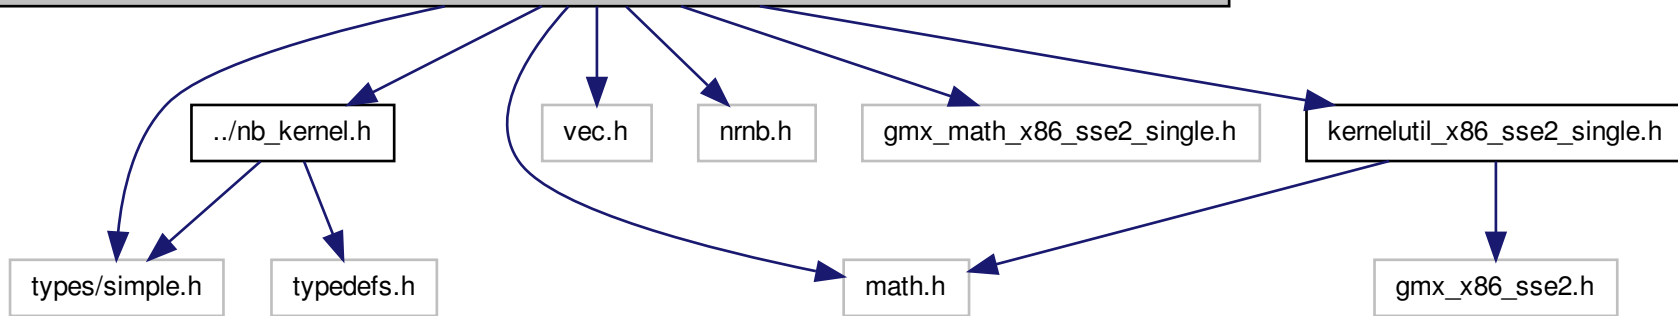 ../nb_kernel.h
vec.h
nrnb.h
gmx_math_x86_sse2_single.h
kernelutil_x86_sse2_single.h
types/simple.h
typedefs.h
math.h
gmx_x86_sse2.h